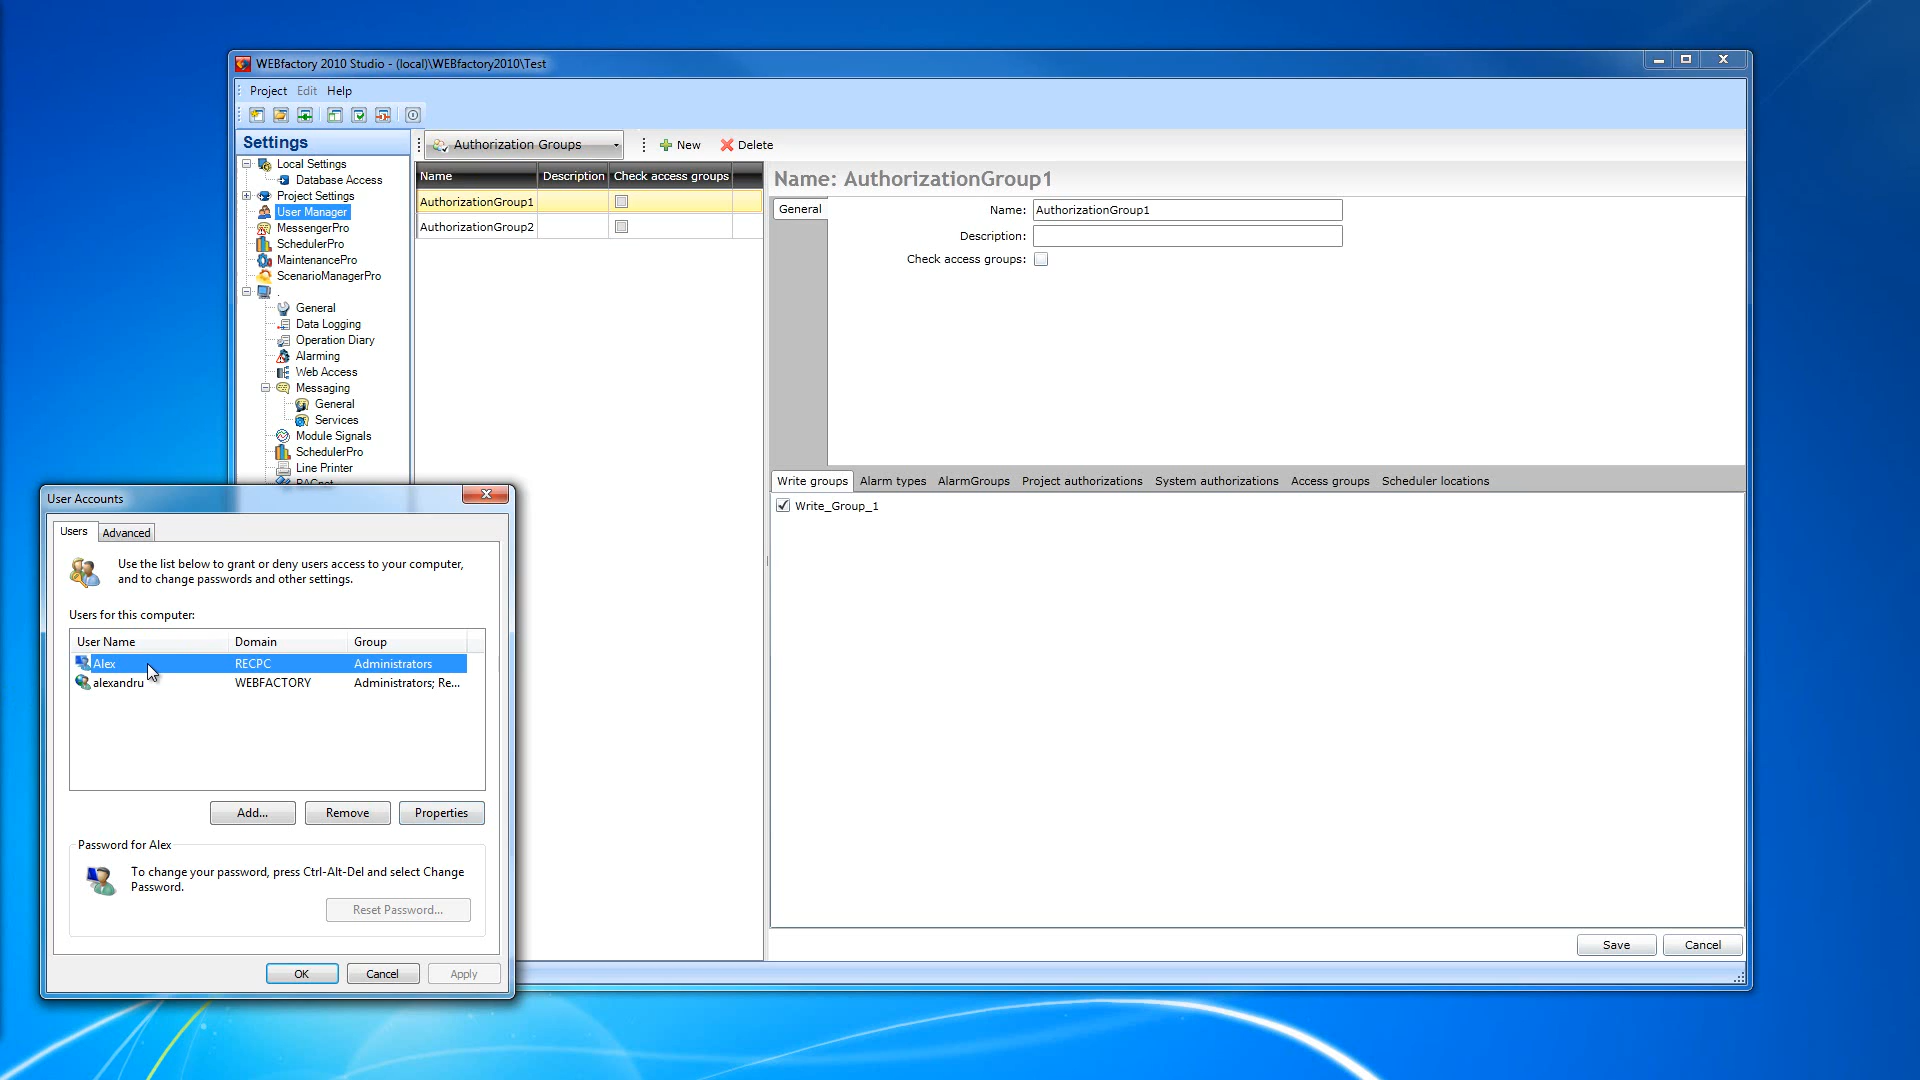 WEBfactory 2010 Studio - (local)\WEBfactory2010\Test
Project Edit Help
Settings
Authorization Groups
New
Delete
Local Settings
Database Access
Project Settings
User Manager
MessengerPro
SchedulerPro
MaintenancePro
ScenarioManagerPro
.
General
Data Logging
Operation Diary
Alarming
Web Access
Messaging
General
Services
Module Signals
SchedulerPro
Line Printer
BACnet
Name Description Check access groups
AuthorizationGroup1
AuthorizationGroup2
Name: AuthorizationGroup1
General
Name: AuthorizationGroup1
Description:
Check access groups:
Write groups Alarm types AlarmGroups Project authorizations System authorizations Access groups Scheduler locations
Write_Group_1
Save Cancel
User Accounts
Users Advanced
Use the list below to grant or deny users access to your computer,
and to change passwords and other settings.
Users for this computer:
User Name Domain Group
Alex RECPC Administrators
alexandru WEBFACTORY Administrators; Re...
Add... Remove Properties
Password for Alex
To change your password, press Ctrl-Alt-Del and select Change
Password.
Reset Password...
OK Cancel Apply